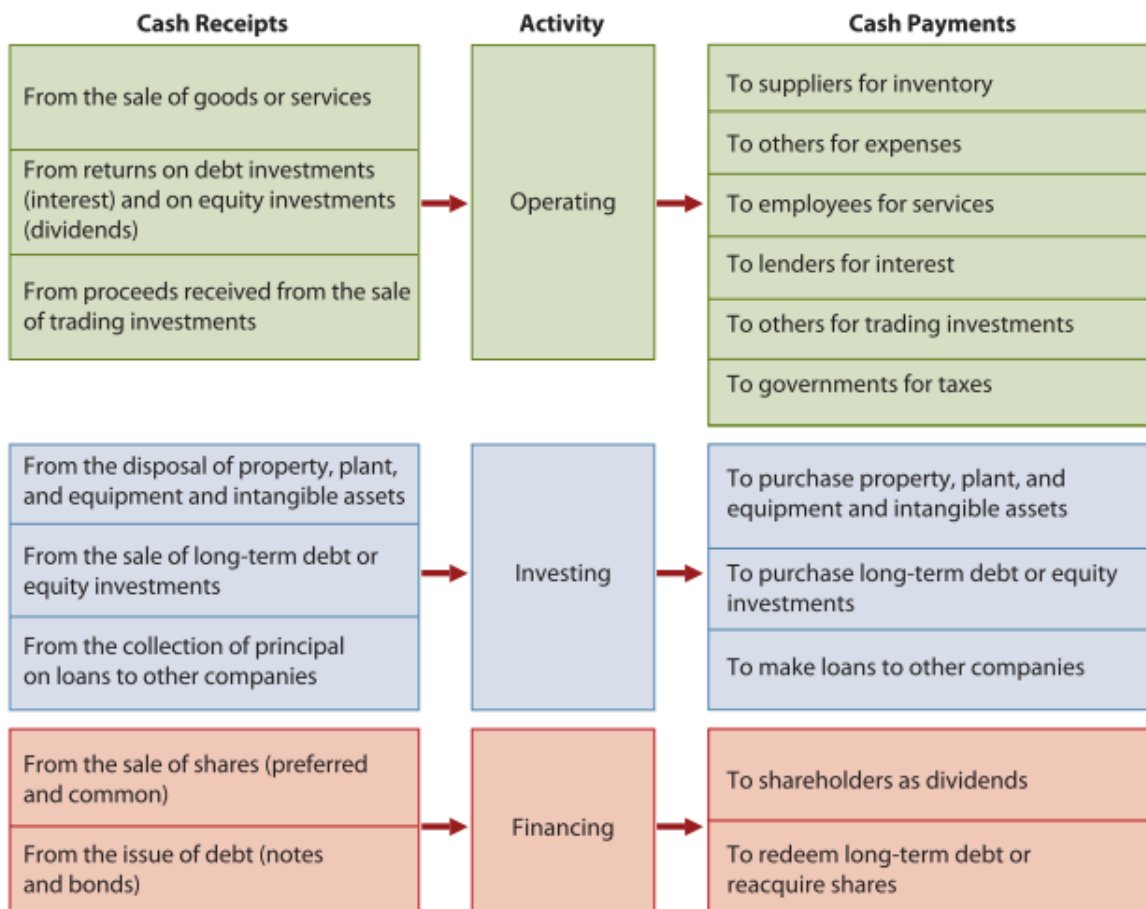 Cash Receipts
Activity
Cash Payments
From the sale of goods or services
From returns on debt investments
(interest) and on equity investments
(dividends)
From proceeds received from the sale
of trading investments
Operating
To suppliers for inventory
To others for expenses
To employees for services
To lenders for interest
To others for trading investments
To governments for taxes
From the disposal of property, plant,
and equipment and intangible assets
From the sale of long-term debt or
equity investments
From the collection of principal
on loans to other companies
Investing
To purchase property, plant, and
equipment and intangible assets
To purchase long-term debt or equity
investments
To make loans to other companies
From the sale of shares (preferred
and common)
From the issue of debt (notes
and bonds)
Financing
To shareholders as dividends
To redeem long-term debt or
reacquire shares